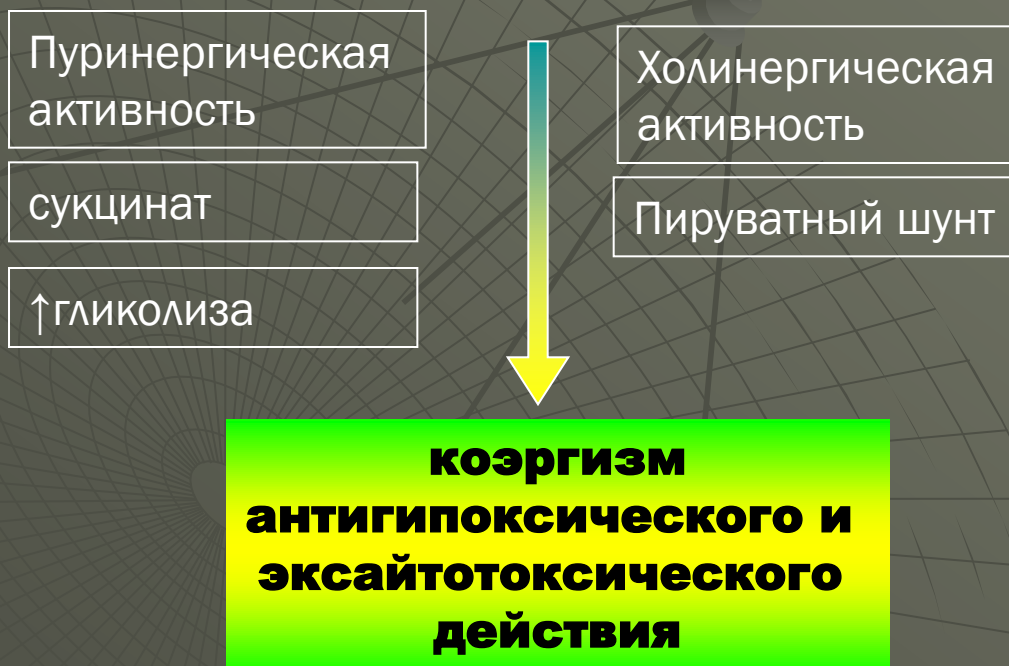 Пуринергическая
активность
сукцинат
↑гликолиза
Холинергическая
активность
Пируватный шунт
коэргизм
антигипоксического и
эксайтотоксического
действия